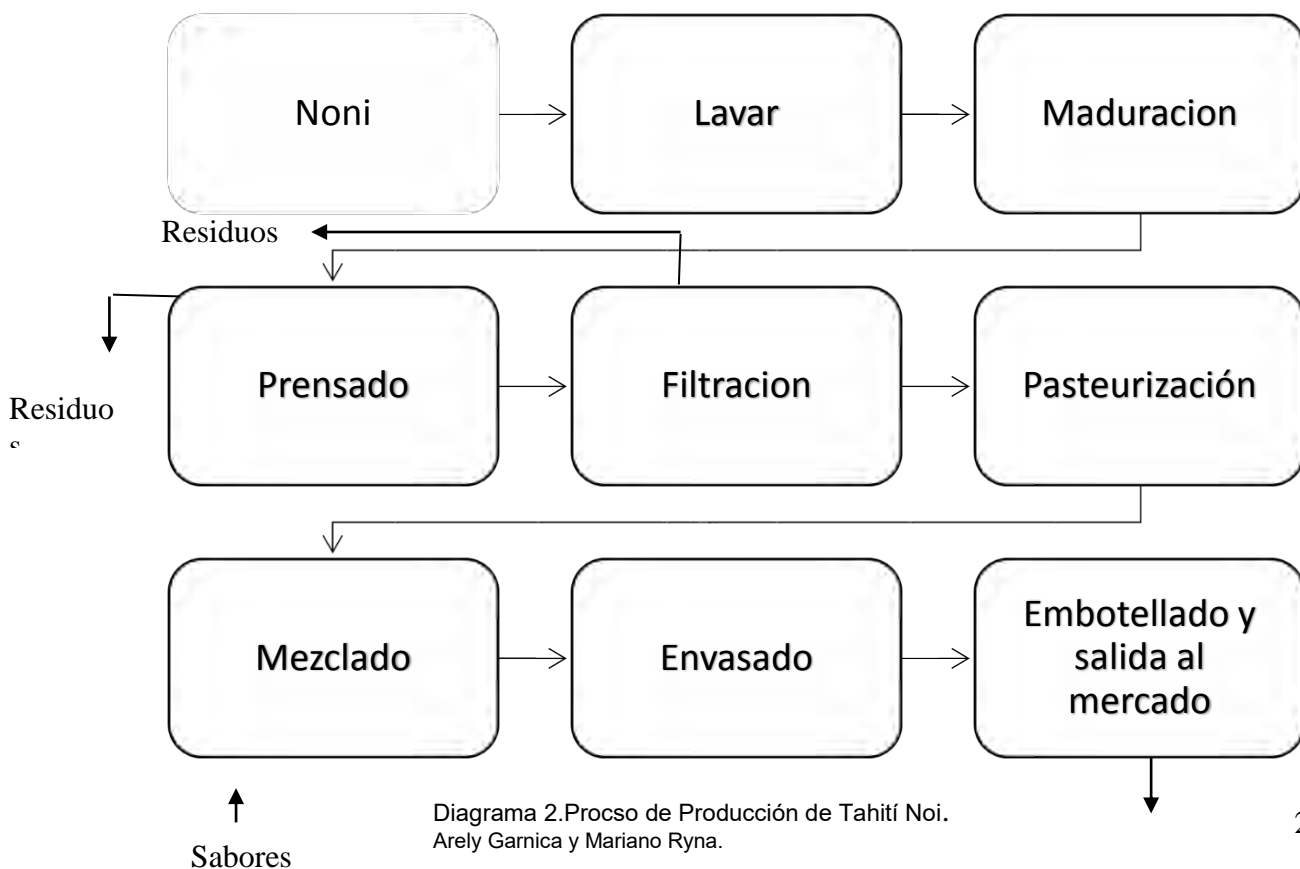 Noni
Lavar
Maduracion
Residuos
Prensado
Filtracion
Pasteurización
Residuo
Mezclado
Envasado
Embotellado y
salida al
mercado
Sabores
Diagrama 2.Procso de Producción de Tahití Noi.
Arely Garnica y Mariano Ryna.
2